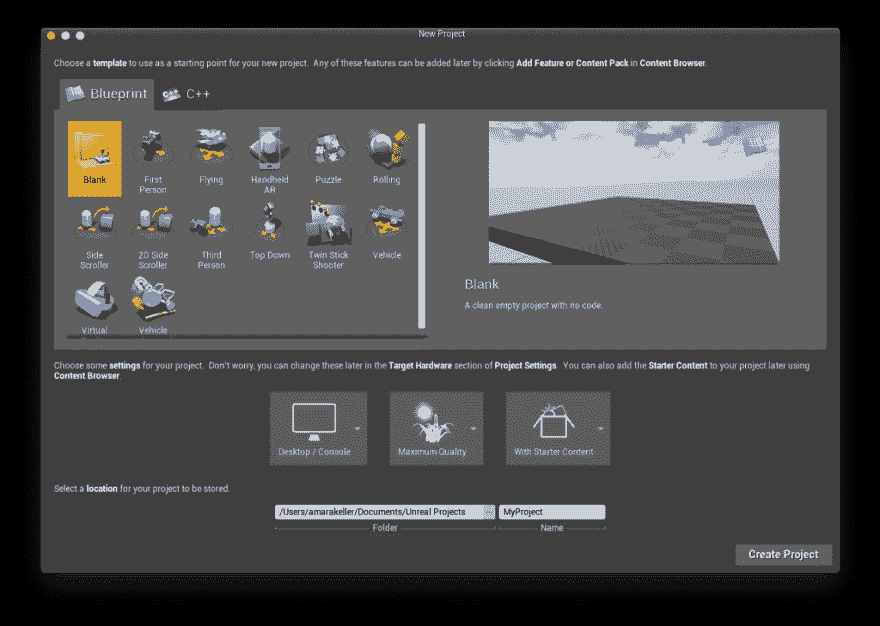 New Project
Choose a template to use as a starting point for your new project. Any of these features can be added later by clicking Add Feature or Content Pack in Content Browser.
Blueprint
C++
Blank
First
Person
Flying
Handheld
AR
Puzzle
Rolling
Side
Scroller
2D Side
Scroller
Third
Person
Top Down
Twin Stick
Shooter
Vehicle
Virtual
Vehicle
Blank
A clean empty project with no code.
Choose some settings for your project. Don't worry, you can change these later in the Target Hardware section of Project Settings. You can also add the Starter Content to your project later using
Content Browser.
Desktop / Console
Maximum Quality
With Starter Content
Select a location for your project to be stored.
/Users/amarakeller/Documents/Unreal Projects
MyProject
Folder
Name
Create Project